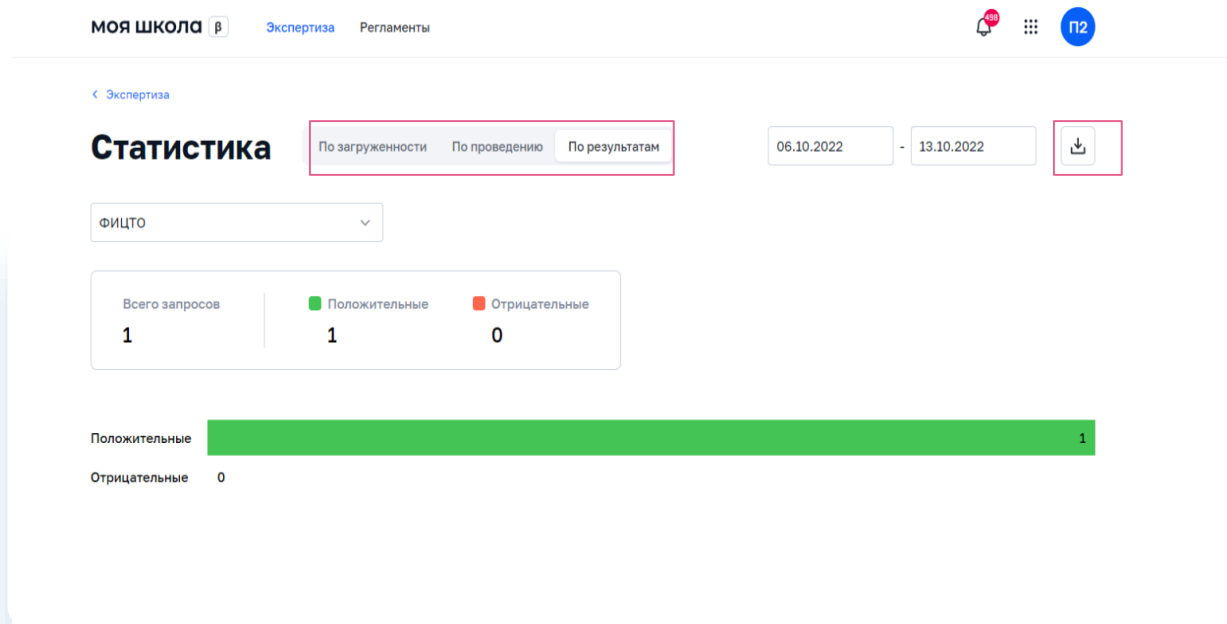 моя школа β Экспертиза Регламенты 498 П2
Экспертиза
Статистика По загруженности По проведению По результатам 06.10.2022 - 13.10.2022
ФИЦТО
Всего запросов Положительные Отрицательные
1 1 0
Положительные 1
Отрицательные 0